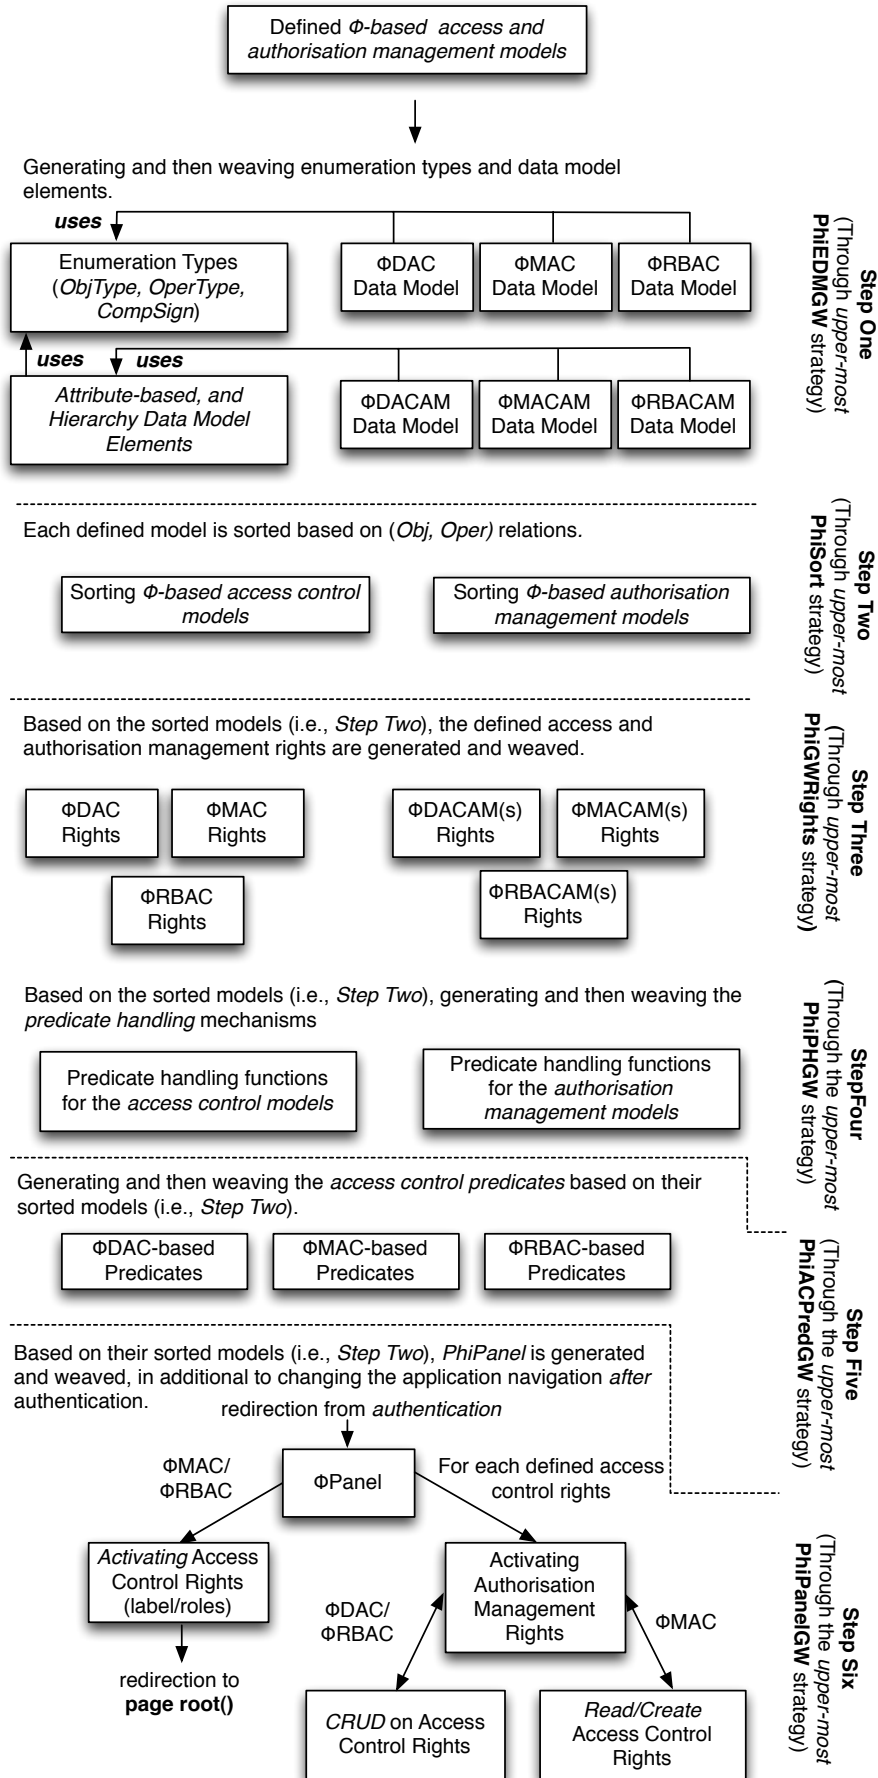 Defined Φ-based access and
authorisation management models
Generating and then weaving enumeration types and data model
elements.
uses
Enumeration Types
(ObjType, OperType,
CompSign)
ΦDAC
Data Model
ΦMAC
Data Model
ΦRBAC
Data Model
uses
uses
Attribute-based, and
Hierarchy Data Model
Elements
ΦDACAM
Data Model
ΦMACAM
Data Model
ΦRBACAM
Data Model
Step One
(Through upper-most
PhiEDMGW strategy)
Each defined model is sorted based on (Obj, Oper) relations.
Sorting Φ-based access control
models
Sorting Φ-based authorisation
management models
Step Two
(Through upper-most
PhiSort strategy)
Based on the sorted models (i.e., Step Two), the defined access and
authorisation management rights are generated and weaved.
ΦDAC
Rights
ΦMAC
Rights
ΦRBAC
Rights
ΦDACAM(s)
Rights
ΦMACAM(s)
Rights
ΦRBACAM(s)
Rights
Step Three
(Through upper-most
PhiGWRights strategy)
Based on the sorted models (i.e., Step Two), generating and then weaving the
predicate handling mechanisms
Predicate handling functions
for the access control models
Predicate handling functions
for the authorisation
management models
StepFour
(Through the upper-most
PhiPHGW strategy)
Generating and then weaving the access control predicates based on their
sorted models (i.e., Step Two).
ΦDAC-based
Predicates
ΦMAC-based
Predicates
ΦRBAC-based
Predicates
Step Five
(Through the upper-most
PhiACPredGW strategy)
Based on their sorted models (i.e., Step Two), PhiPanel is generated
and weaved, in additional to changing the application navigation after
authentication.
redirection from authentication
ΦPanel
ΦMAC/
ΦRBAC
For each defined access
control rights
Activating Access
Control Rights
(label/roles)
Activating
Authorisation
Management
Rights
redirection to
page root()
ΦDAC/
ΦRBAC
ΦMAC
CRUD on Access
Control Rights
Read/Create
Access Control
Rights
Step Six
(Through the upper-most
PhiPanelGW strategy)